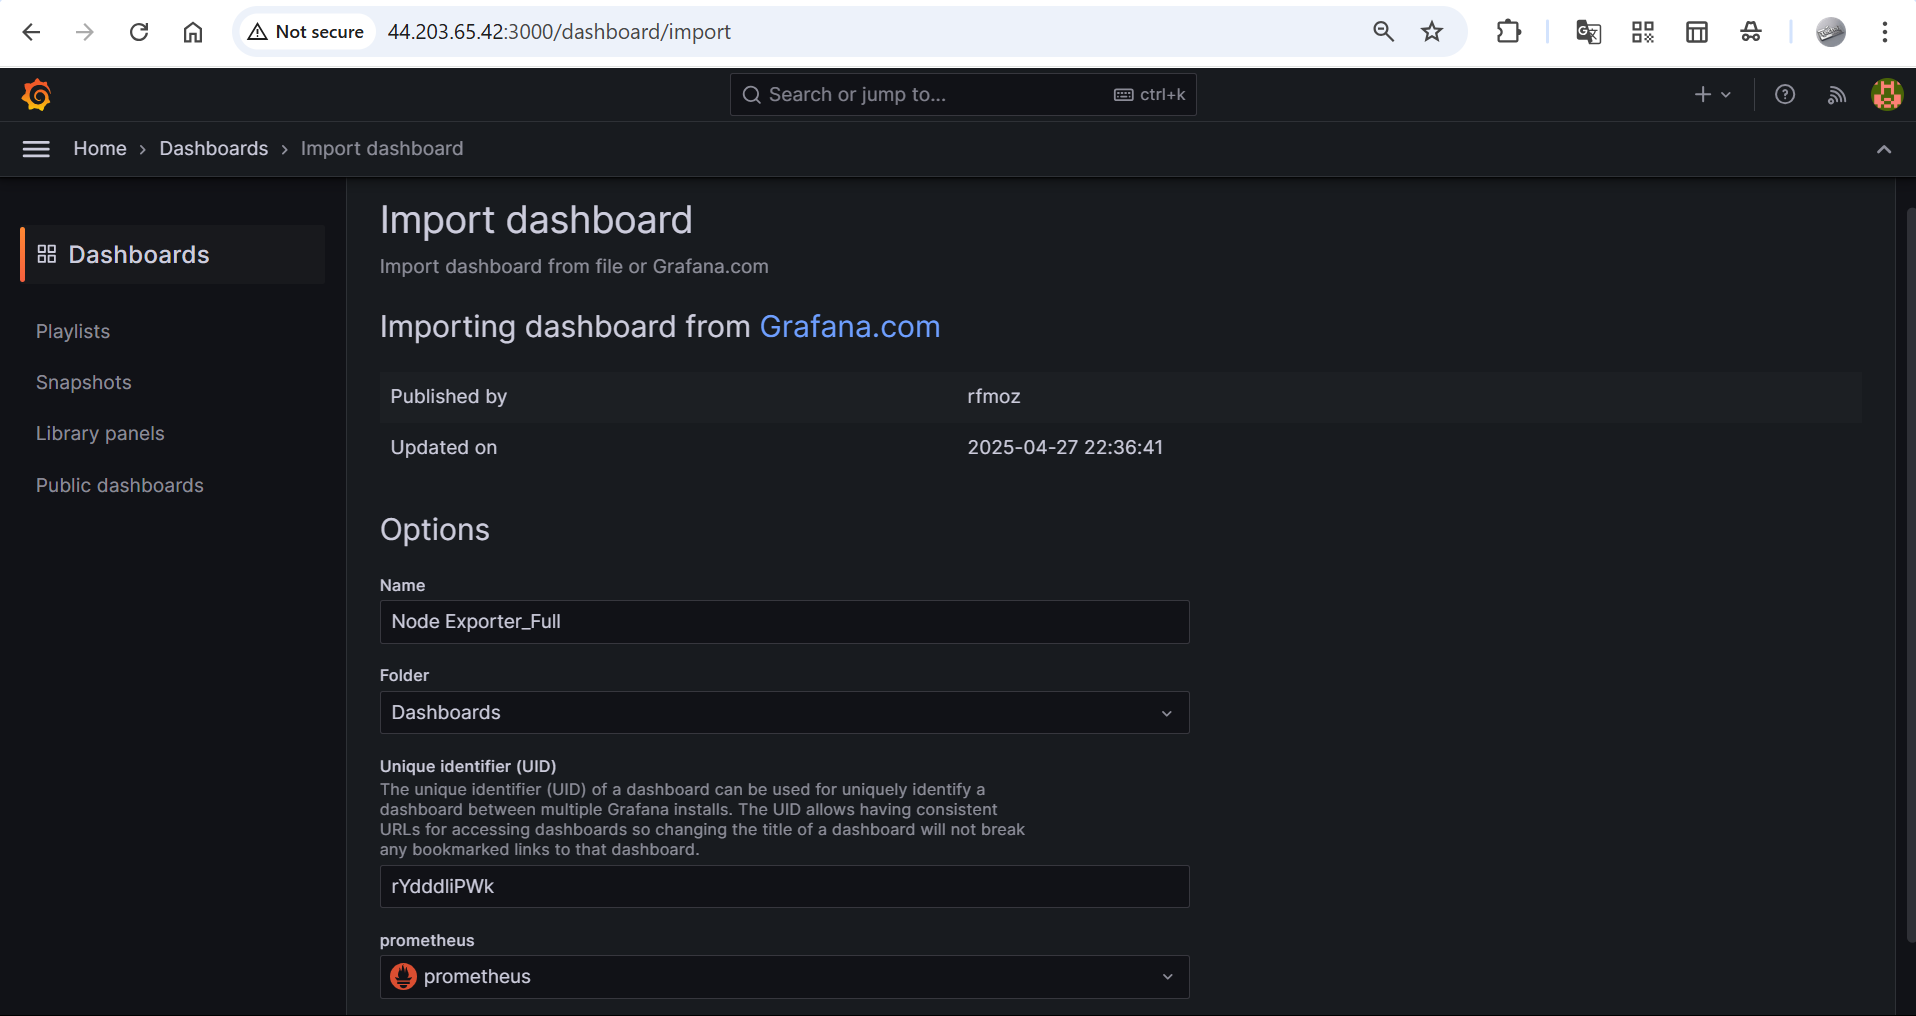 Not secure 44.203.65.42:3000/dashboard/import
Search or jump to... ctrl+k
Home › Dashboards › Import dashboard
Dashboards
Playlists
Snapshots
Library panels
Public dashboards
Import dashboard
Import dashboard from file or Grafana.com
Importing dashboard from Grafana.com
Published by rfmoz
Updated on 2025-04-27 22:36:41
Options
Name
Node Exporter_Full
Folder
Dashboards
Unique identifier (UID)
The unique identifier (UID) of a dashboard can be used for uniquely identify a
dashboard between multiple Grafana installs. The UID allows having consistent
URLs for accessing dashboards so changing the title of a dashboard will not break
any bookmarked links to that dashboard.
rYdddlPWk
prometheus
prometheus